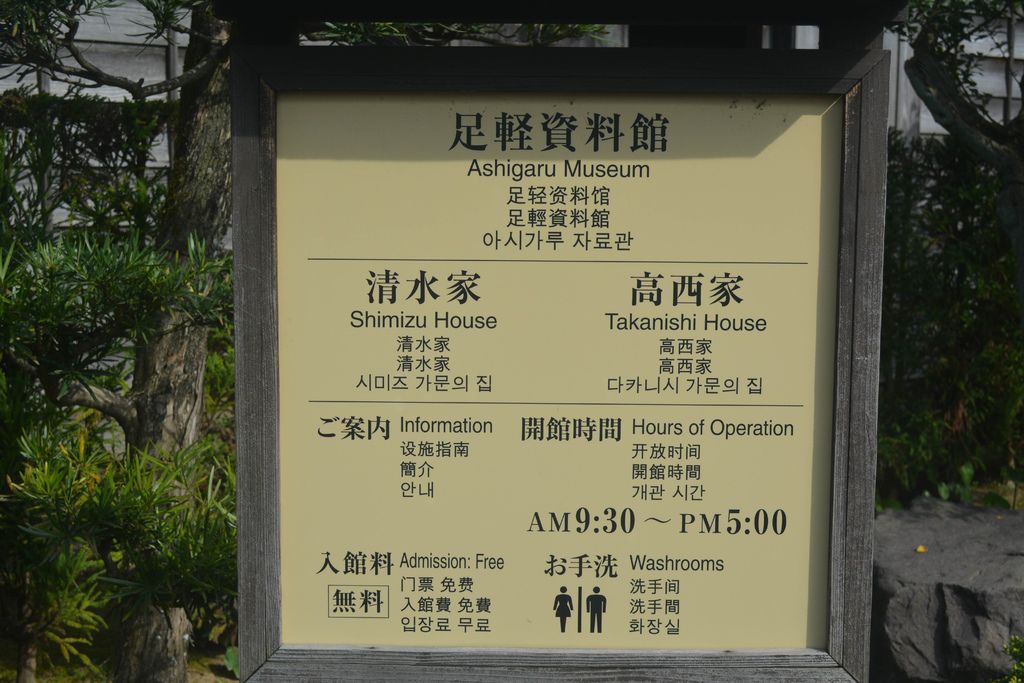 足軽資料館
Ashigaru Museum
足轻资料馆
足輕資料館
아시가루 자료관
清水家
Shimizu House
清水家
清水家
시미즈 가문의 집
高西家
Takanishi House
高西家
高西家
다카니시 가문의 집
ご案内 Information
设施指南
簡介
안내
開館時間 Hours of Operation
开放时间
開館時間
개관 시간
AM9:30 ～ PM5:00
入館料 Admission: Free
無料
门票 免费
入館費 免費
입장료 무료
お手洗 Washrooms
洗手间
洗手間
화장실